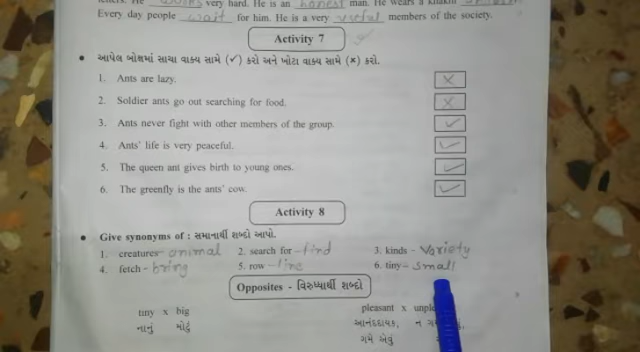 very hard. He is an honest man. He wears a khakhi
Every day people wait for him. He is a very vital members of the society.
Activity 7
• આપેલ બોક્ષમાં સાચા વાક્ય સામે (✓) કરો અને ખોટા વાક્ય સામે (×) કરો.
1. Ants are lazy. ×
2. Soldier ants go out searching for food. ×
3. Ants never fight with other members of the group. ✓
4. Ants' life is very peaceful. ✓
5. The queen ant gives birth to young ones. ✓
6. The greenfly is the ants' cow. ✓
Activity 8
• Give synonyms of : સમાનાર્થી શબ્દો આપો.
1. creatures- animal 2. search for - find 3. kinds - Variety
4. fetch - bring 5. row - line 6. tiny - small
Opposites - વિરુધ્ધાર્થી શબ્દો
tiny x big pleasant x
નાનું મોટું આનંદદાયક, ન
ગમે એવું